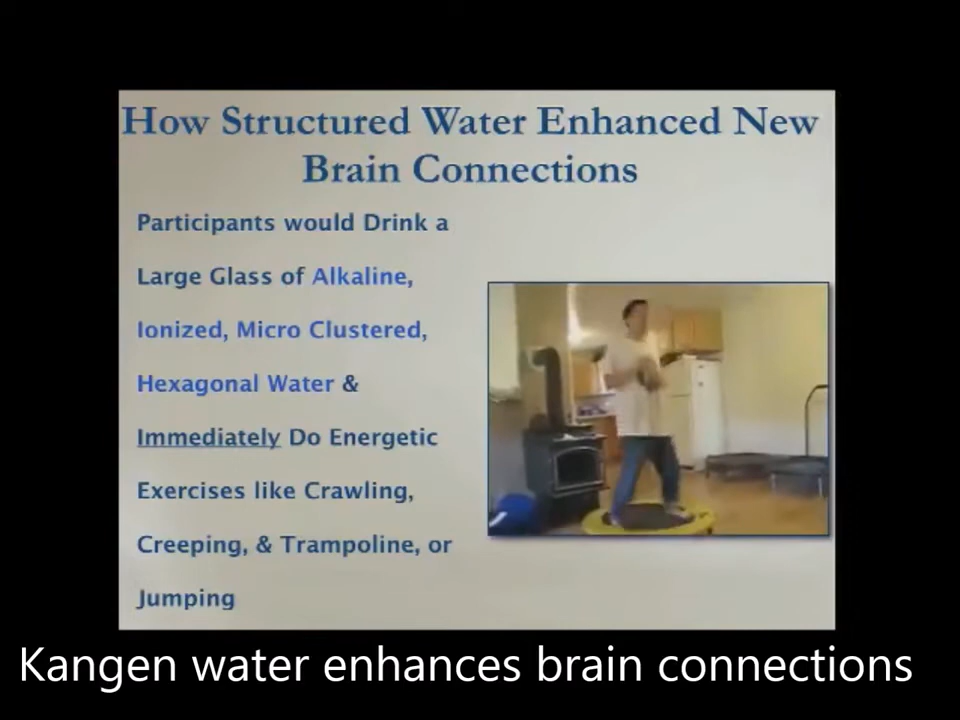 How Structured Water Enhanced New
Brain Connections
Participants would Drink a
Large Glass of Alkaline,
Ionized, Micro Clustered,
Hexagonal Water &
Immediately Do Energetic
Exercises like Crawling,
Creeping, & Trampoline, or
Jumping
Kangen water enhances brain connections